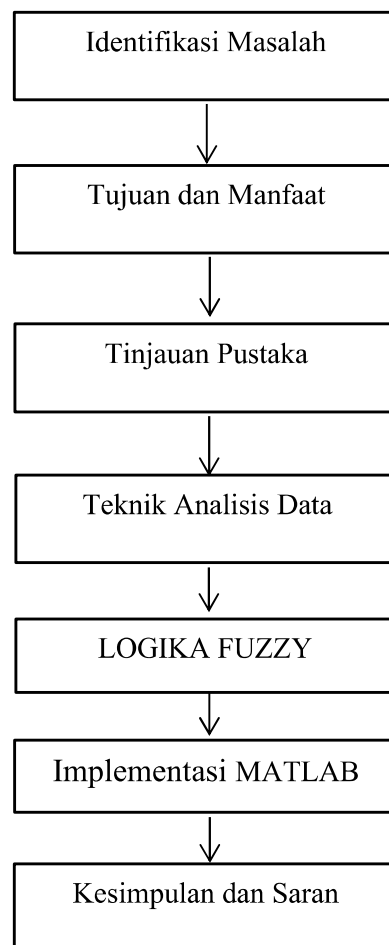 Identifikasi Masalah
Tujuan dan Manfaat
Tinjauan Pustaka
Teknik Analisis Data
LOGIKA FUZZY
Implementasi MATLAB
Kesimpulan dan Saran